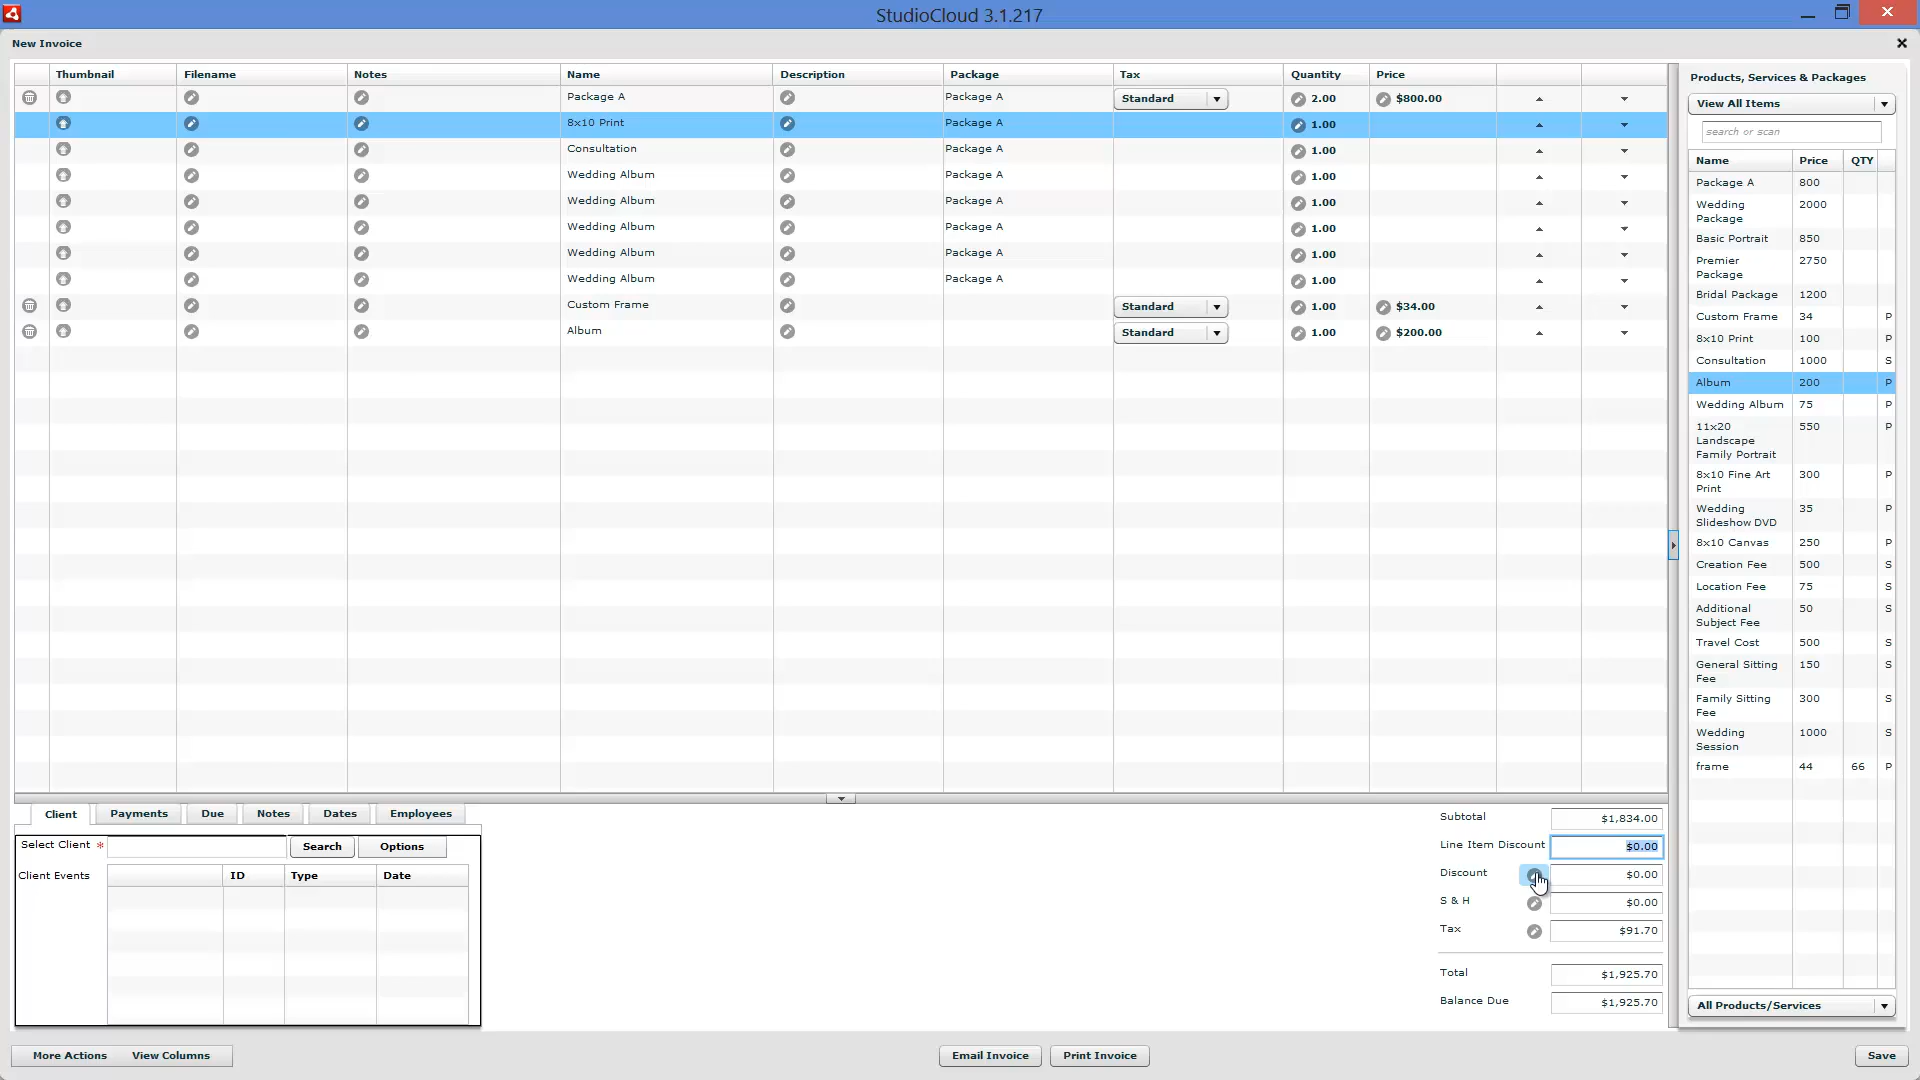 StudioCloud 3.1.217
New Invoice
Thumbnail Filename Notes Name Description Package Tax Quantity Price
Package A Package A Standard 2.00 $800.00
8x10 Print Package A 1.00
Consultation Package A 1.00
Wedding Album Package A 1.00
Wedding Album Package A 1.00
Wedding Album Package A 1.00
Wedding Album Package A 1.00
Wedding Album Package A 1.00
Custom Frame Standard 1.00 $34.00
Album Standard 1.00 $200.00
Products, Services & Packages
View All Items
search or scan
Name Price QTY
Package A 800
Wedding 2000
Package
Basic Portrait 850
Premier 2750
Package
Bridal Package 1200
Custom Frame 34 P
8x10 Print 100 P
Consultation 1000 S
Album 200 P
Wedding Album 75 P
11x20 550 P
Landscape
Family Portrait
8x10 Fine Art 300 P
Print
Wedding 35 P
Slideshow DVD
8x10 Canvas 250 P
Creation Fee 500 S
Location Fee 75 S
Additional 50 S
Subject Fee
Travel Cost 500 S
General Sitting 150 S
Fee
Family Sitting 300 S
Fee
Wedding 1000 S
Session
frame 44 66 P
All Products/Services
Client Payments Due Notes Dates Employees
Select Client * Search Options
Client Events ID Type Date
Subtotal $1,834.00
Line Item Discount $0.00
Discount $0.00
S & H $0.00
Tax $91.70
Total $1,925.70
Balance Due $1,925.70
More Actions View Columns Email Invoice Print Invoice Save